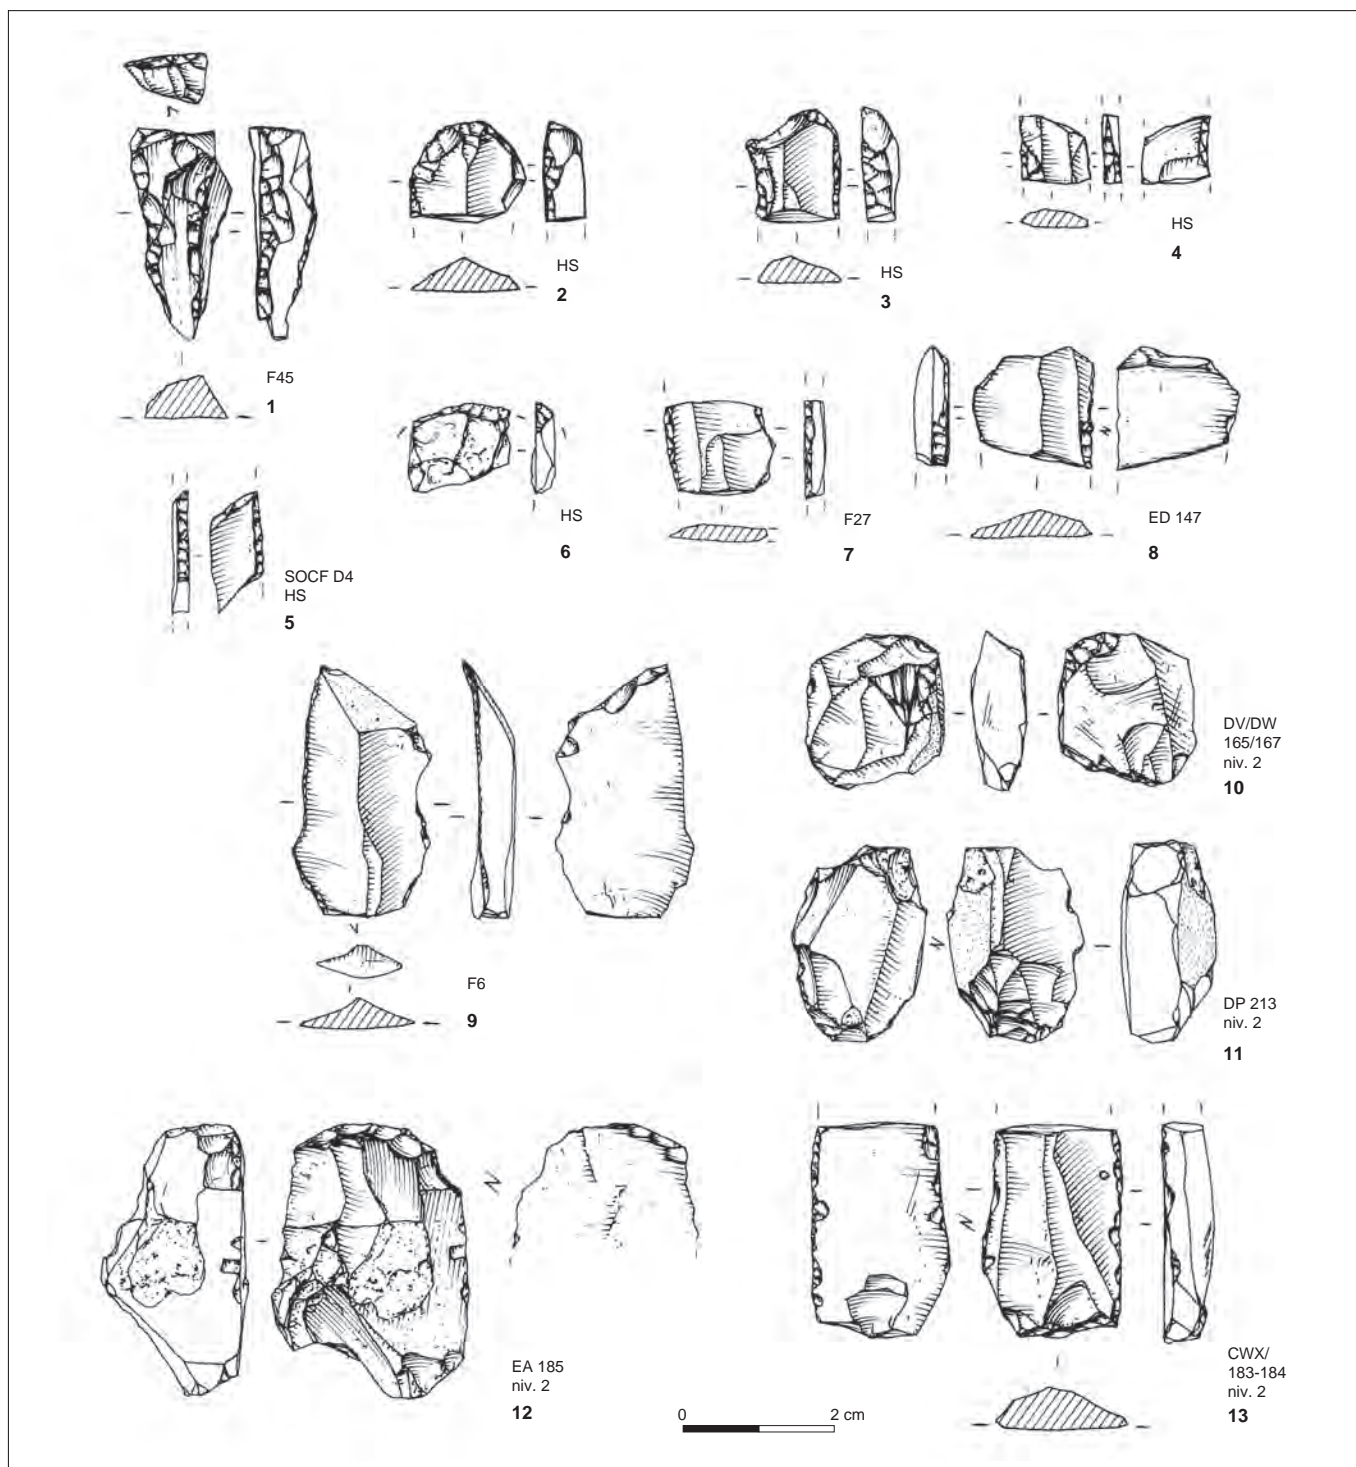 F45
1
HS
2
HS
3
HS
4
SOCF D4
HS
5
HS
6
F27
7
ED 147
8
F6
9
DV/DW
165/167
niv. 2
10
DP 213
niv. 2
11
EA 185
niv. 2
12
CWX/
183-184
niv. 2
13
0 2 cm